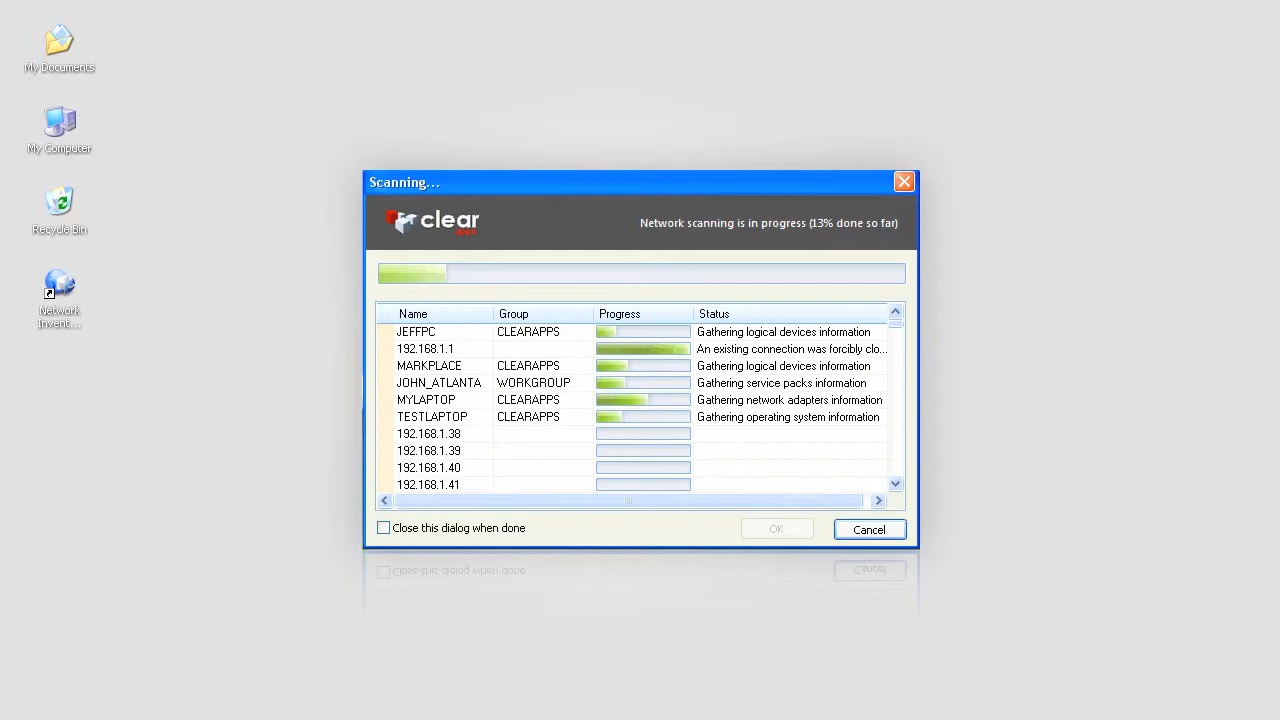 My Documents
My Computer
Recycle Bin
Network
Invent...
Scanning...
clear
apps
Network scanning is in progress (13% done so far)
Name Group Progress Status
JEFFPC CLEARAPPS Gathering logical devices information
192.168.1.1 An existing connection was forcibly clo...
MARKPLACE CLEARAPPS Gathering logical devices information
JOHN_ATLANTA WORKGROUP Gathering service packs information
MYLAPTOP CLEARAPPS Gathering network adapters information
TESTLAPTOP CLEARAPPS Gathering operating system information
192.168.1.38
192.168.1.39
192.168.1.40
192.168.1.41
Close this dialog when done OK Cancel